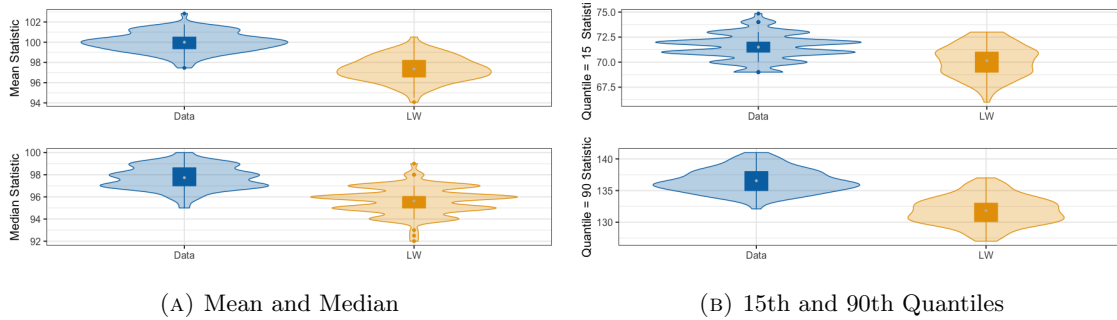 Mean Statistic
102
100
98
96
94
Data
LW
Median Statistic
100
98
96
94
92
Data
LW
(A) Mean and Median
Quantile = 15 Statistic
75.0
72.5
70.0
67.5
Data
LW
Quantile = 90 Statistic
140
135
130
Data
LW
(B) 15th and 90th Quantiles